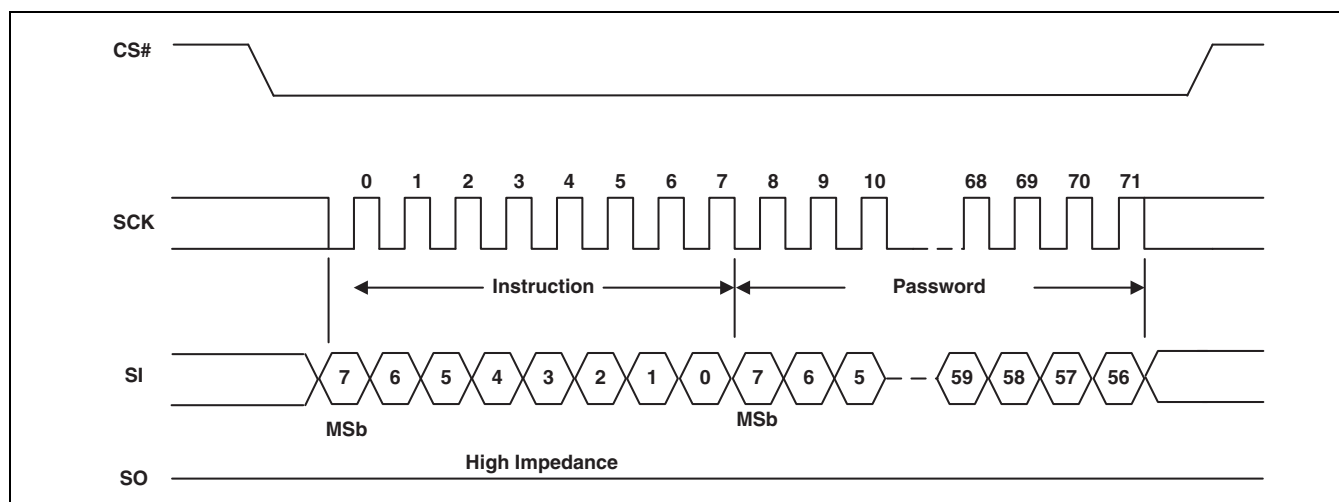 CS#
0 1 2 3 4 5 6 7 8 9 10 68 69 70 71
SCK
Instruction Password
SI 7 6 5 4 3 2 1 0 7 6 5 59 58 57 56
MSb MSb
High Impedance
SO